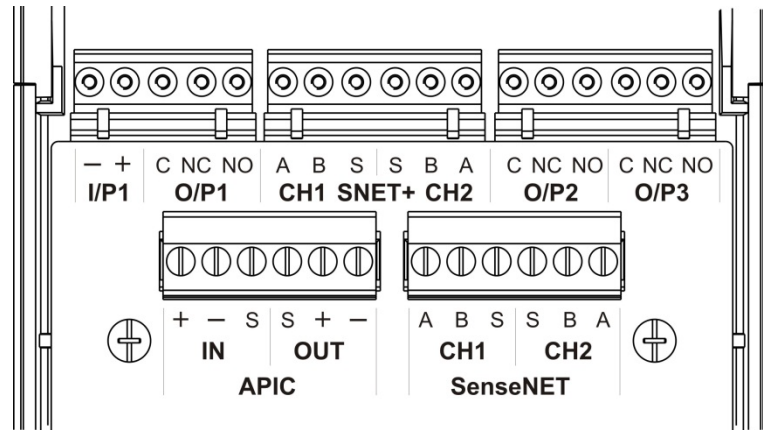 − + C NC NO A B S S B A C NC NO C NC NO
I/P1 O/P1 CH1 SNET+ CH2 O/P2 O/P3
+ − S S + − A B S S B A
IN OUT CH1 CH2
APIC SenseNET